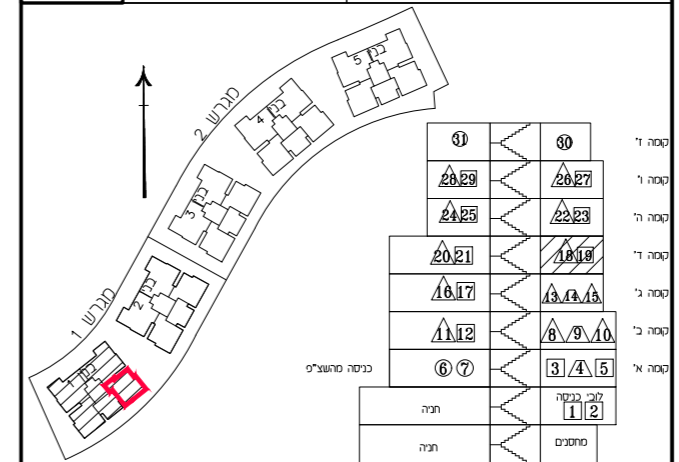 מגרש 2
בנין 5
בנין 4
בנין 3
מגרש 1
בנין 2
בנין 1
קומה ז' 30 31
קומה ו' 26 27 28 29
קומה ה' 22 23 24 25
קומה ד' 18 19 20 21
קומה ג' 13 14 15 16 17
קומה ב' 8 9 10 11 12
קומה א' 3 4 5 6 7 כניסה מהשצ"פ
לובי כניסה
1 2
חניה
מחסנים
חניה